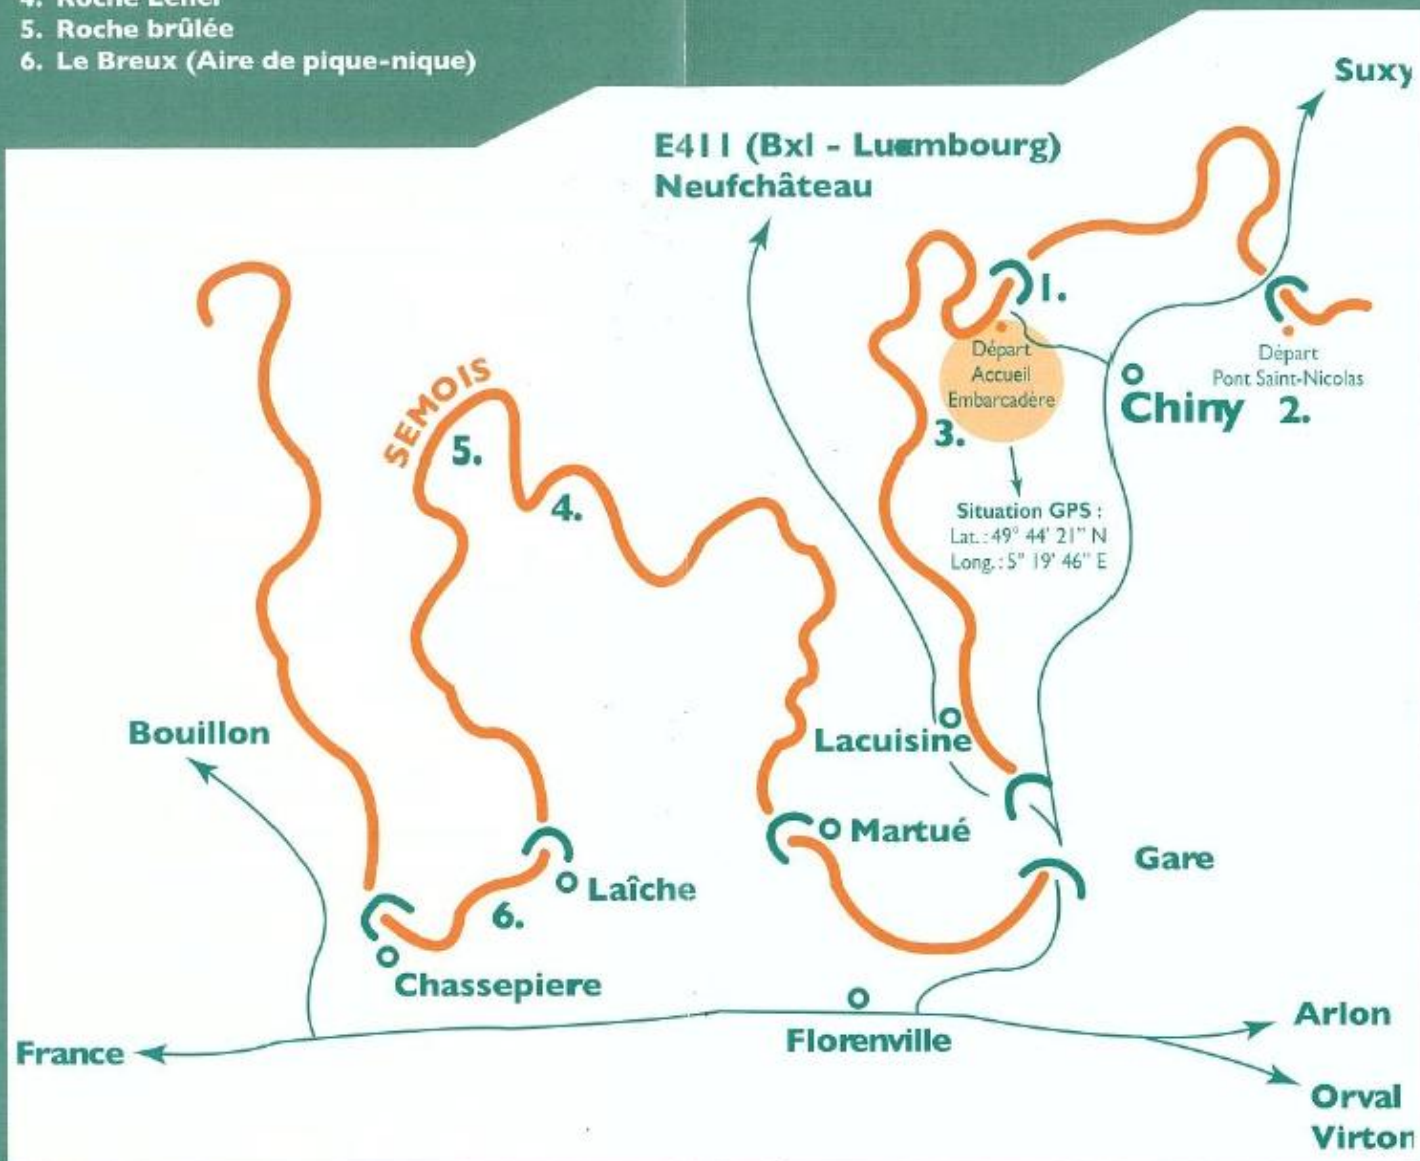 5. Roche brûlée
6. Le Breux (Aire de pique-nique)
Suxy
E411 (Bxl - Luxembourg)
Neufchâteau
1.
Départ
Accueil
Embarcadère
Départ
Pont Saint-Nicolas
Chiny 2.
SEMOIS
5.
3.
4.
Situation GPS :
Lat. : 49° 44' 21" N
Long. : 5° 19' 46" E
Bouillon
Lacuisine
Martué
Gare
Laîche
6.
Chassepiere
Arlon
Florenville
France
Orval
Virton